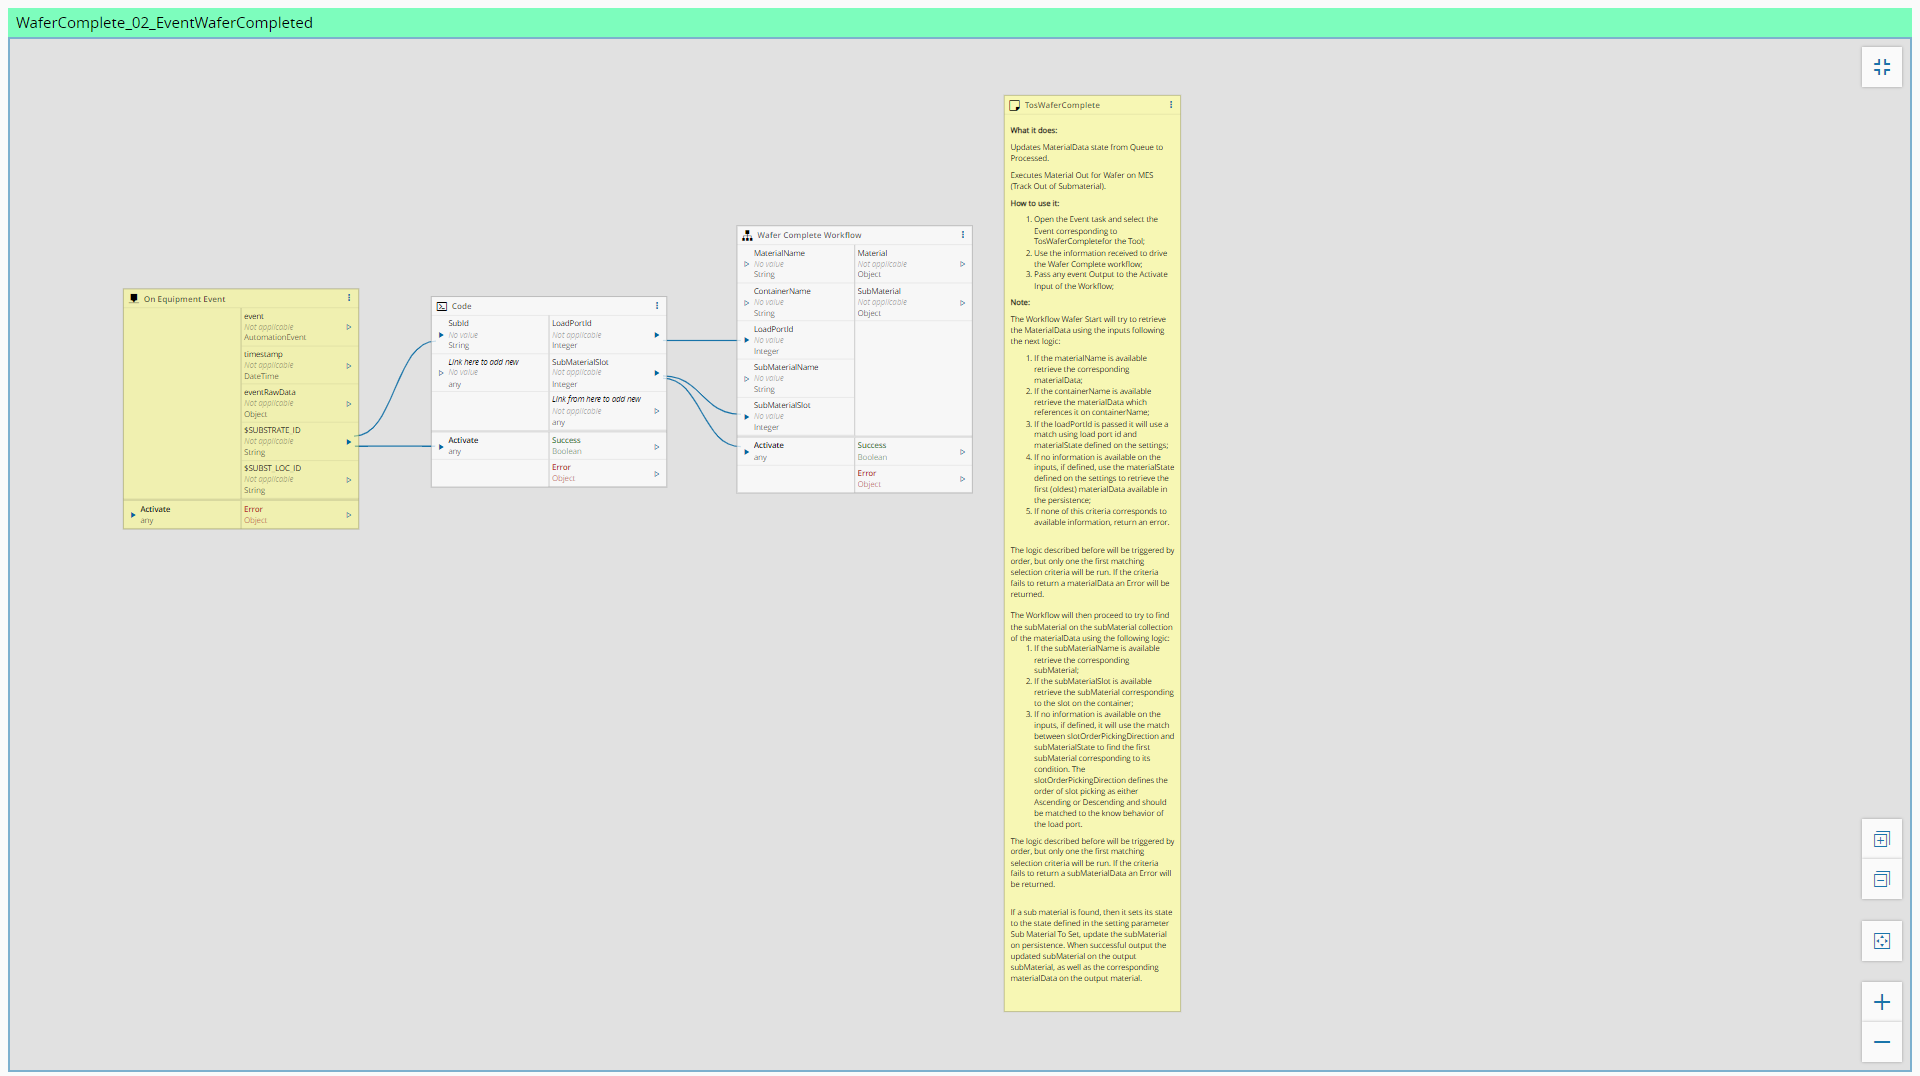 WaferComplete_02_EventWaferCompleted
On Equipment Event
event
Not applicable
AutomationEvent
timestamp
Not applicable
DateTime
eventRawData
Not applicable
Object
$SUBSTRATE_ID
Not applicable
String
$SUBST_LOC_ID
Not applicable
String
Activate
any
Error
Object
Code
SubId
No value
String
Link here to add new
No value
any
LoadPortId
Not applicable
Integer
SubMaterialSlot
Not applicable
Integer
Link from here to add new
Not applicable
any
Activate
any
Success
Boolean
Error
Object
Wafer Complete Workflow
MaterialName
No value
String
ContainerName
No value
String
LoadPortId
No value
Integer
SubMaterialName
No value
String
SubMaterialSlot
No value
Integer
Material
Not applicable
Object
SubMaterial
Not applicable
Object
Activate
any
Success
Boolean
Error
Object
TosWaferComplete
What it does:
Updates MaterialData state from Queue to
Processed.
Executes Material Out for Wafer on MES
(Track Out of Submaterial).
How to use it:
1. Open the Event task and select the
Event corresponding to
TosWaferCompletefor the Tool;
2. Use the information received to drive
the Wafer Complete workflow;
3. Pass any event Output to the Activate
Input of the Workflow;
Note:
The Workflow Wafer Start will try to retrieve
the MaterialData using the inputs following
the next logic:
1. If the materialName is available
retrieve the corresponding
materialData;
2. If the containerName is available
retrieve the materialData which
references it on containerName;
3. If the loadPortId is passed it will use a
match using load port id and
materialState defined on the settings;
4. If no information is available on the
inputs, if defined, use the materialState
defined on the settings to retrieve the
first (oldest) materialData available in
the persistence;
5. If none of this criteria corresponds to
available information, return an error.
The logic described before will be triggered by
order, but only one the first matching
selection criteria will be run. If the criteria
fails to return a materialData an Error will be
returned.
The Workflow will then proceed to try to find
the subMaterial on the subMaterial collection
of the materialData using the following logic:
1. If the subMaterialName is available
retrieve the corresponding
subMaterial;
2. If the subMaterialSlot is available
retrieve the subMaterial corresponding
to the slot on the container;
3. If no information is available on the
inputs, if defined, it will use the match
between slotOrderPickingDirection and
subMaterialState to find the first
subMaterial corresponding to its
condition. The
slotOrderPickingDirection defines the
order of slot picking as either
Ascending or Descending and should
be matched to the know behavior of
the load port.
The logic described before will be triggered by
order, but only one the first matching
selection criteria will be run. If the criteria
fails to return a subMaterialData an Error will
be returned.
If a sub material is found, then it sets its state
to the state defined in the setting parameter
Sub Material To Set, update the subMaterial
on persistence. When successful output the
updated subMaterial on the output
subMaterial, as well as the corresponding
materialData on the output material.